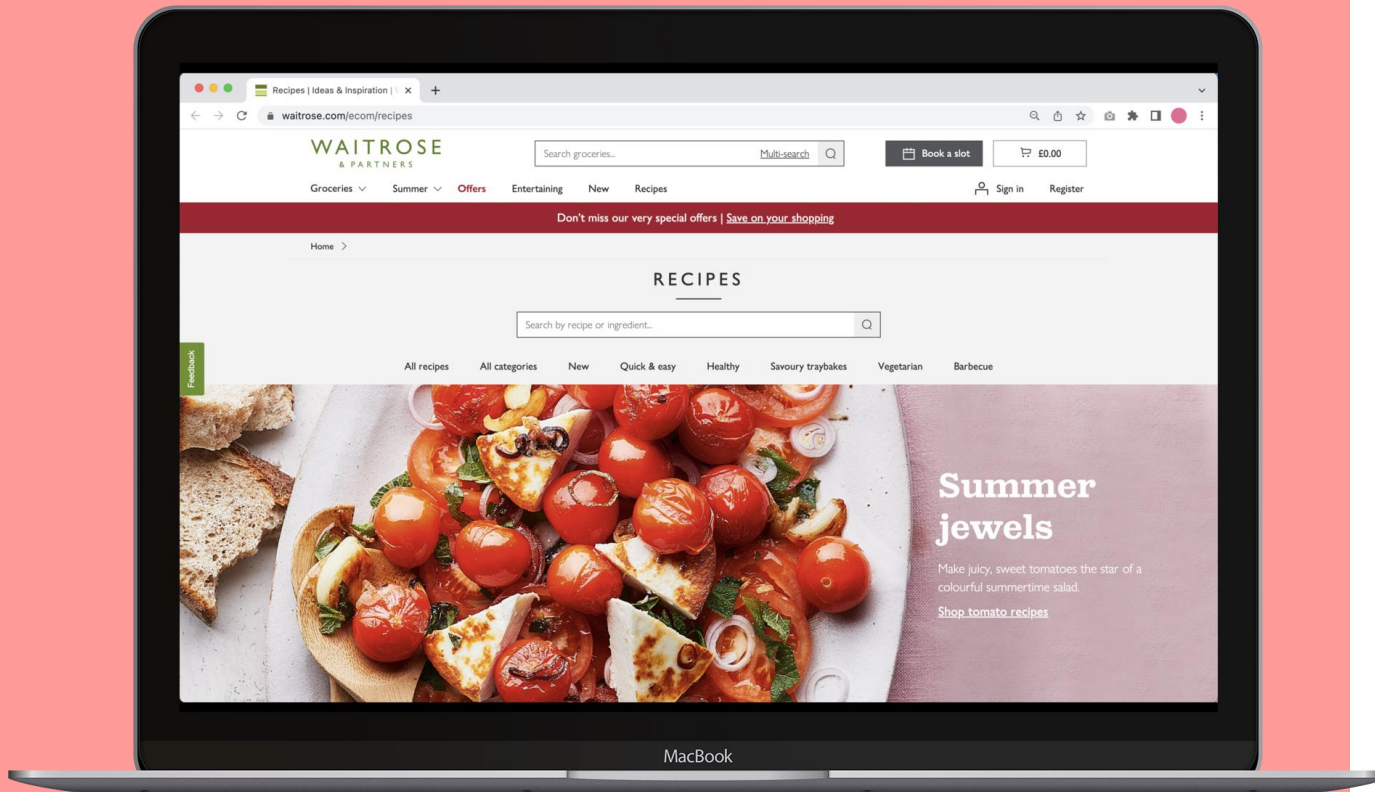 Recipes | Ideas & Inspiration |
waitrose.com/ecom/recipes
WAITROSE
& PARTNERS
Search groceries...
Multi-search
Book a slot
£0.00
Groceries
Summer
Offers
Entertaining
New
Recipes
Sign in
Register
Don't miss our very special offers | Save on your shopping
Home
RECIPES
Search by recipe or ingredient...
Feedback
All recipes
All categories
New
Quick & easy
Healthy
Savoury traybakes
Vegetarian
Barbecue
Summer
jewels
Make juicy, sweet tomatoes the star of a
colourful summertime salad.
Shop tomato recipes
MacBook